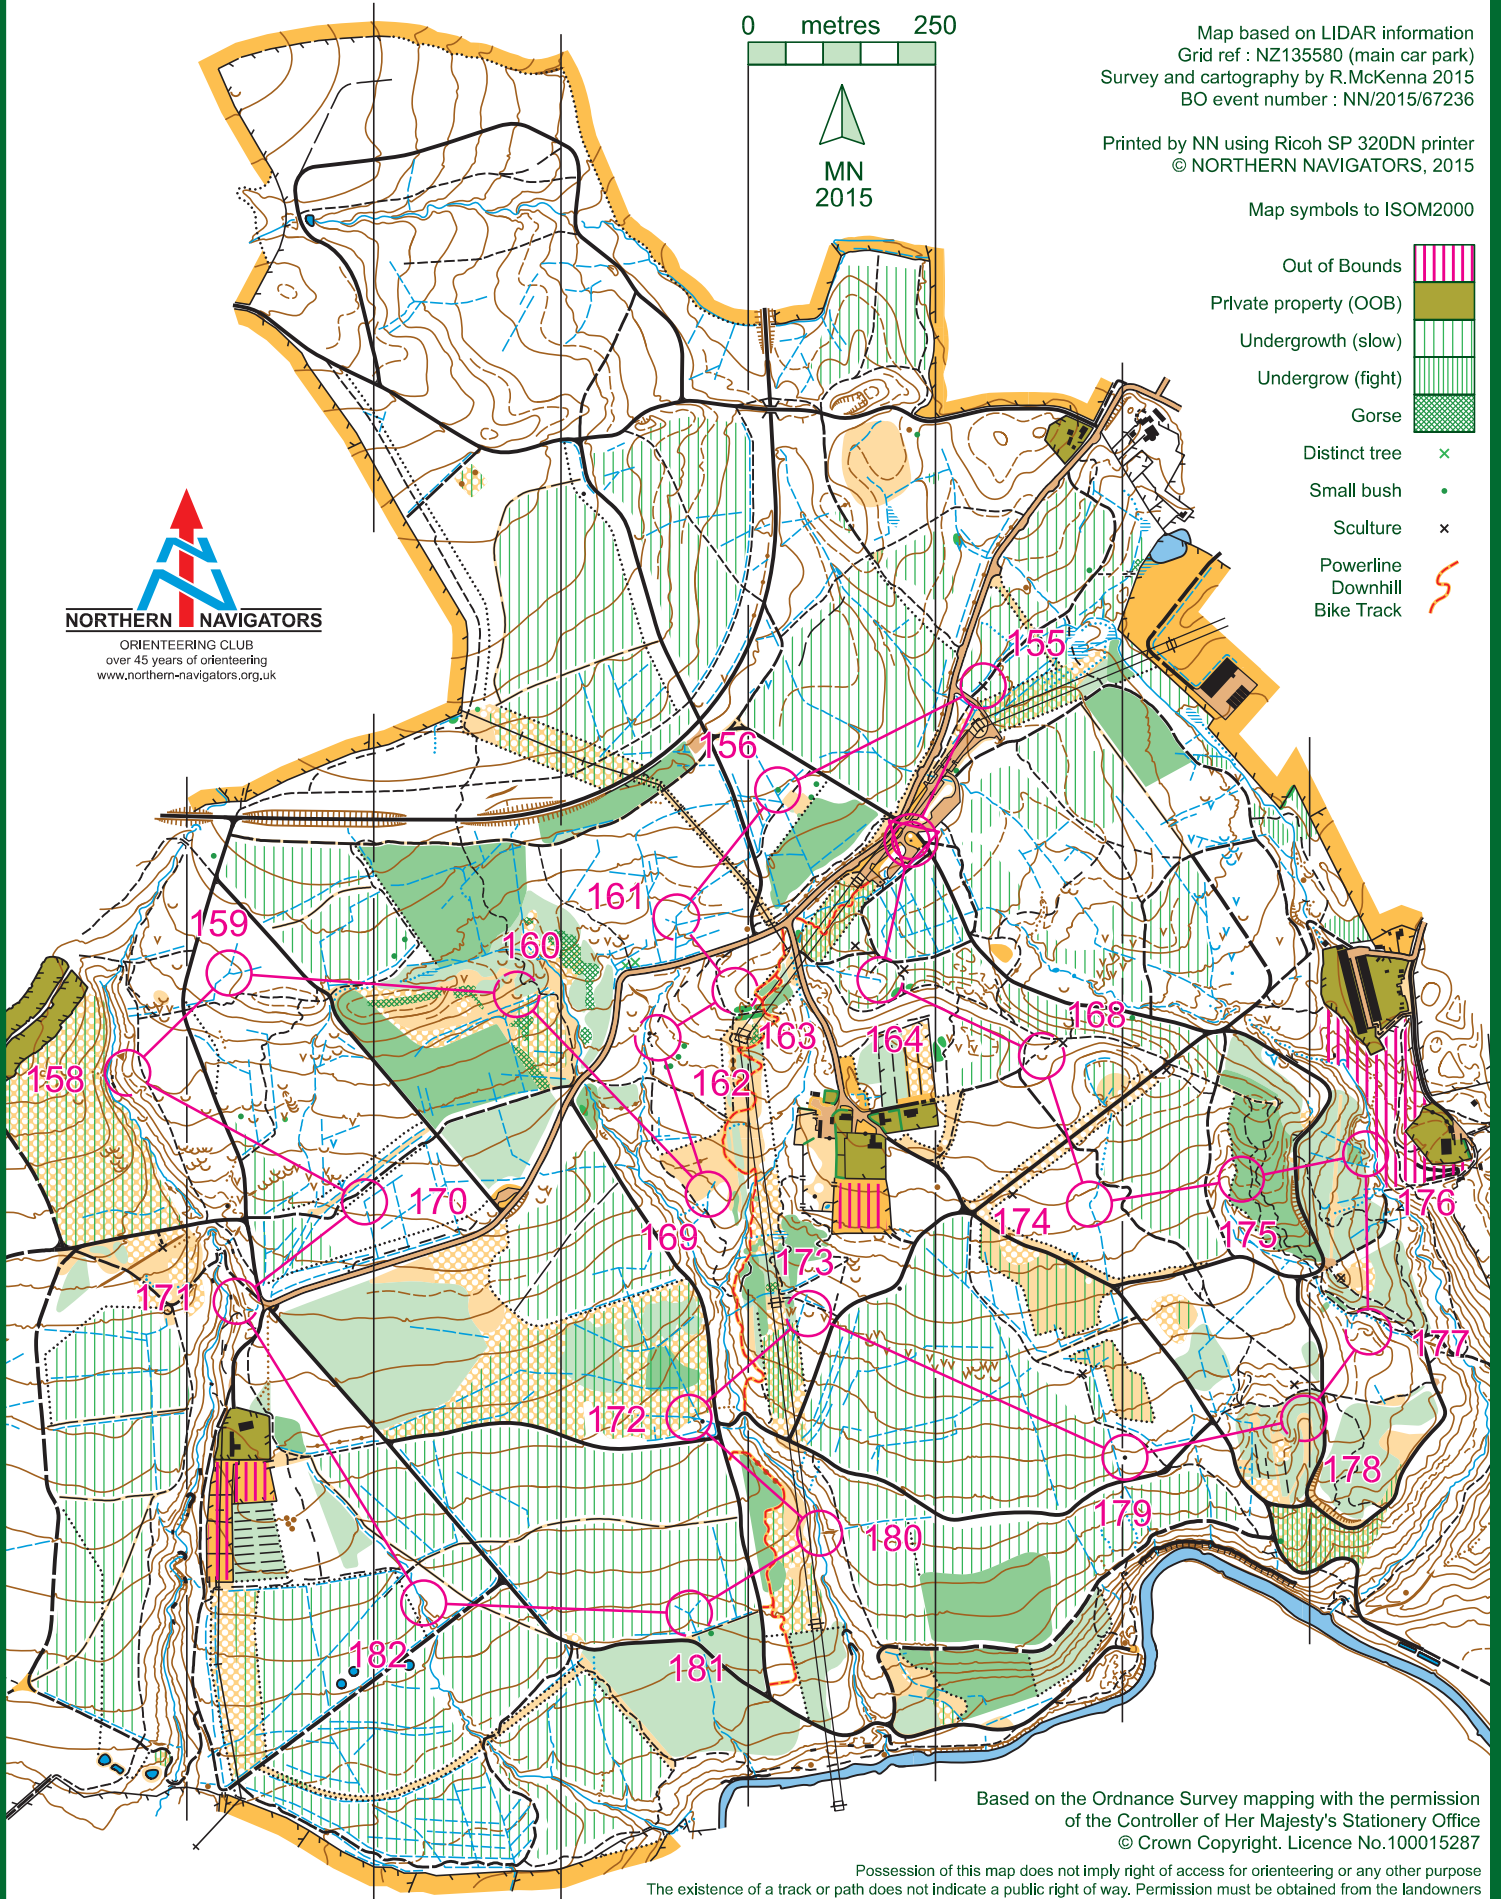 0 metres 250
MN
2015
Map based on LIDAR information
Grid ref : NZ135580 (main car park)
Survey and cartography by R.McKenna 2015
BO event number : NN/2015/67236
Printed by NN using Ricoh SP 320DN printer
© NORTHERN NAVIGATORS, 2015
Map symbols to ISOM2000
Out of Bounds
Private property (OOB)
Undergrowth (slow)
Undergrow (fight)
Gorse
Distinct tree
Small bush
Sculture
Powerline
Downhill
Bike Track
NORTHERN NAVIGATORS
ORIENTEERING CLUB
over 45 years of orienteering
www.northern-navigators.org.uk
155
156
161
159
160
163
164
168
158
162
170
169
174
175
176
171
173
177
172
178
179
180
182
181
Based on the Ordnance Survey mapping with the permission
of the Controller of Her Majesty's Stationery Office
© Crown Copyright. Licence No.100015287
Possession of this map does not imply right of access for orienteering or any other purpose
The existence of a track or path does not indicate a public right of way. Permission must be obtained from the landowners